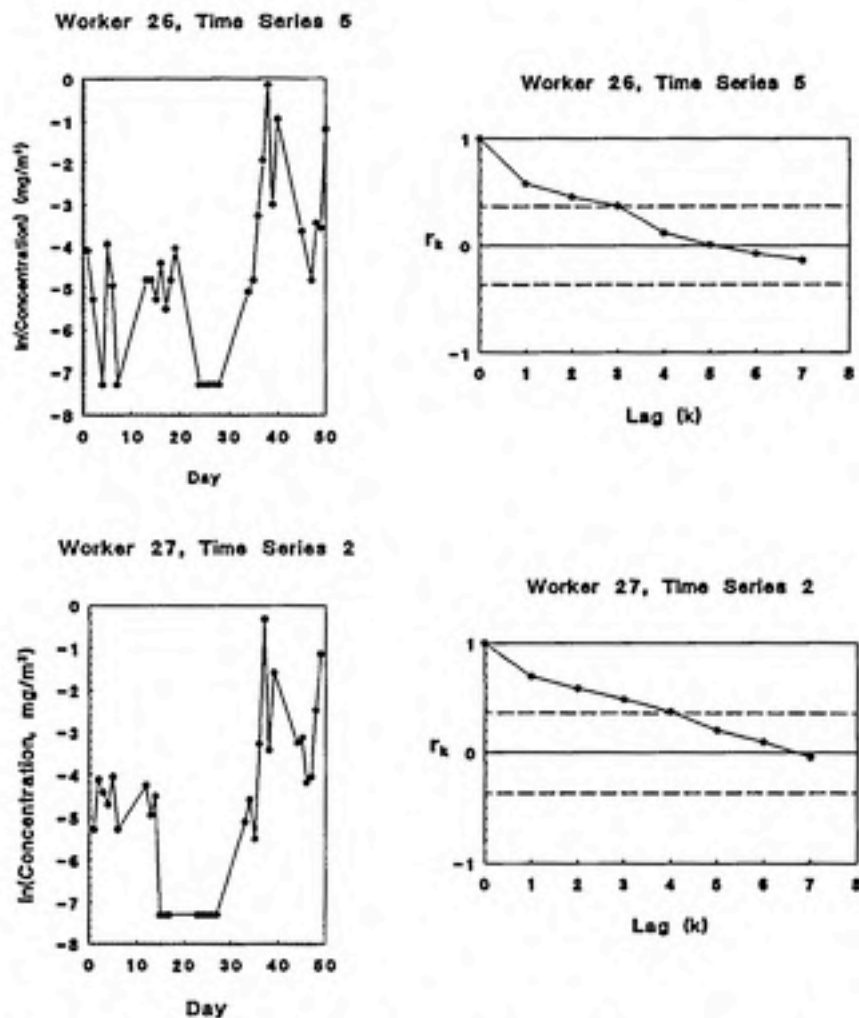 Worker 26, Time Series 5
ln(Concentration) (mg/m³)
0
-1
-2
-3
-4
-5
-6
-7
-8
0 10 20 30 40 50
Day
Worker 26, Time Series 5
1
rk
0
-1
0 1 2 3 4 5 6 7 8
Lag (k)
Worker 27, Time Series 2
ln(Concentration, mg/m³)
0
-1
-2
-3
-4
-5
-6
-7
-8
0 10 20 30 40 50
Day
Worker 27, Time Series 2
1
rk
0
-1
0 1 2 3 4 5 6 7 8
Lag (k)